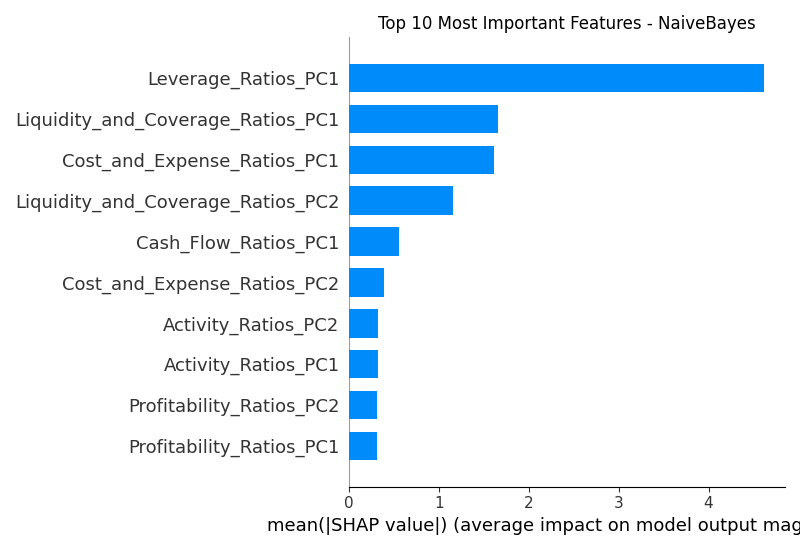 Top 10 Most Important Features - NaiveBayes
Leverage_Ratios_PC1
Liquidity_and_Coverage_Ratios_PC1
Cost_and_Expense_Ratios_PC1
Liquidity_and_Coverage_Ratios_PC2
Cash_Flow_Ratios_PC1
Cost_and_Expense_Ratios_PC2
Activity_Ratios_PC2
Activity_Ratios_PC1
Profitability_Ratios_PC2
Profitability_Ratios_PC1
0 1 2 3 4
mean(|SHAP value|) (average impact on model output mag